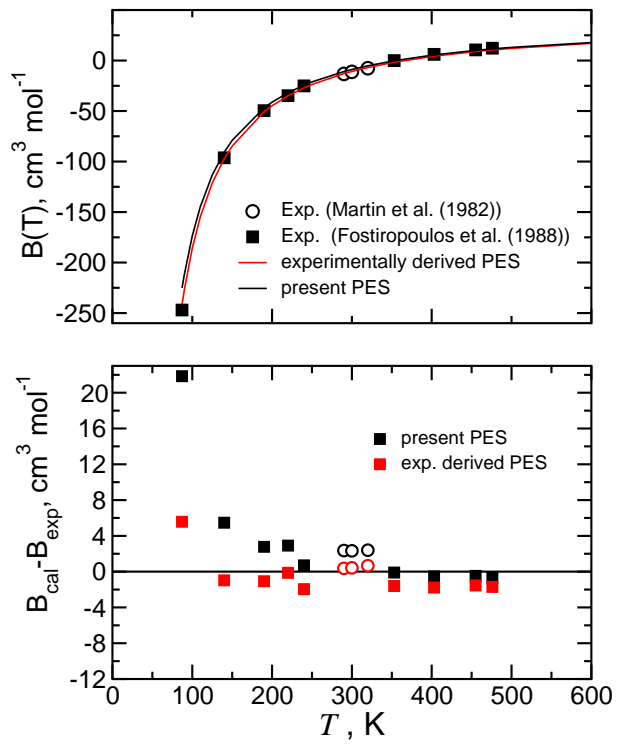 0
-50
-100
-150
-200
-250
B(T), cm³ mol⁻¹
Exp. (Martin et al. (1982))
Exp. (Fostiropoulos et al. (1988))
experimentally derived PES
present PES
20
16
12
8
4
0
-4
-8
-12
B_cal-B_exp, cm³ mol⁻¹
present PES
exp. derived PES
0 100 200 300 400 500 600
T , K